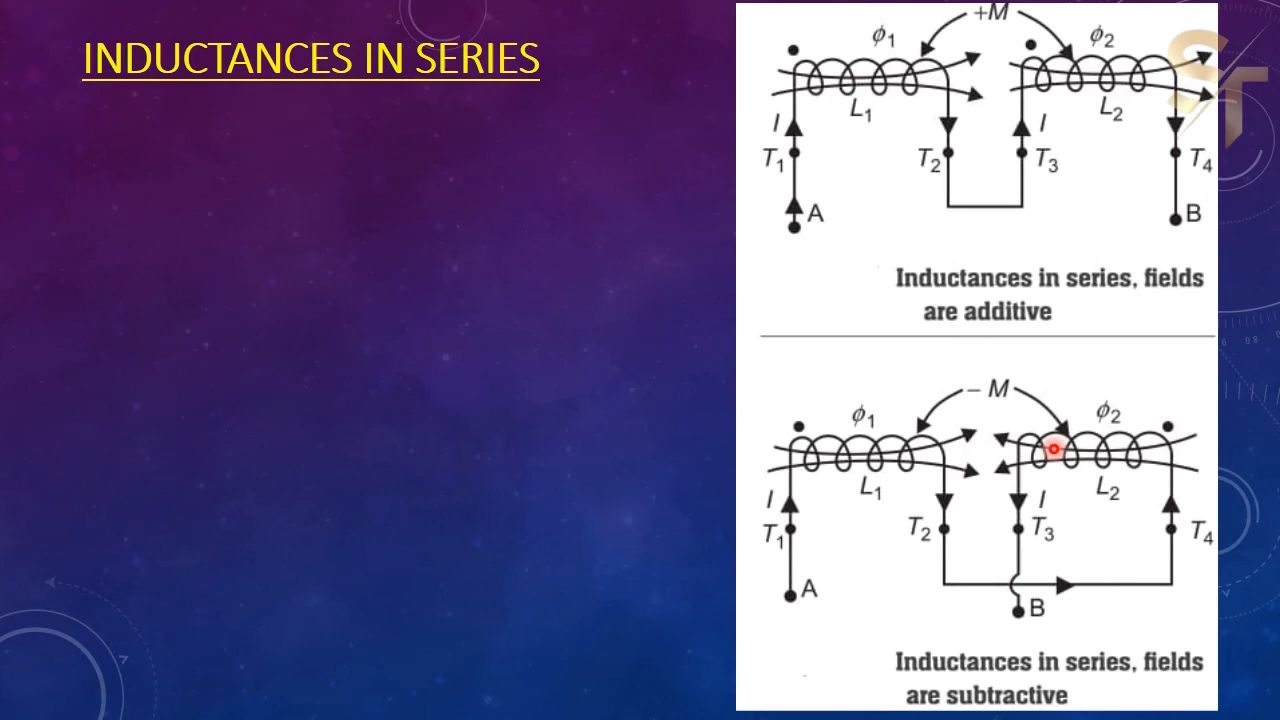 INDUCTANCES IN SERIES
+M
ϕ1 ϕ2
L1 L2
I I
T1 T2 T3 T4
A B
Inductances in series, fields
are additive
– M
ϕ1 ϕ2
L1 L2
I I
T1 T2 T3 T4
A B
Inductances in series, fields
are subtractive
ST